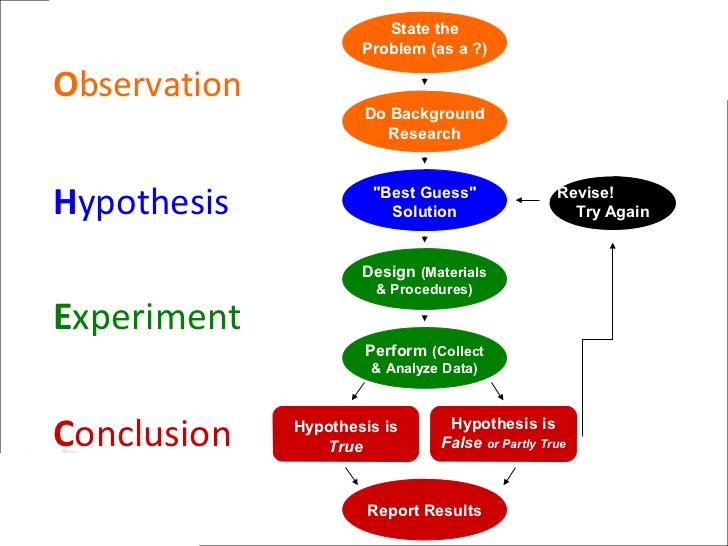 State the
Problem (as a ?)
Observation
Do Background
Research
Hypothesis
"Best Guess"
Solution
Revise!
Try Again
Design (Materials
& Procedures)
Experiment
Perform (Collect
& Analyze Data)
Conclusion
Hypothesis is
True
Hypothesis is
False or Partly True
Report Results